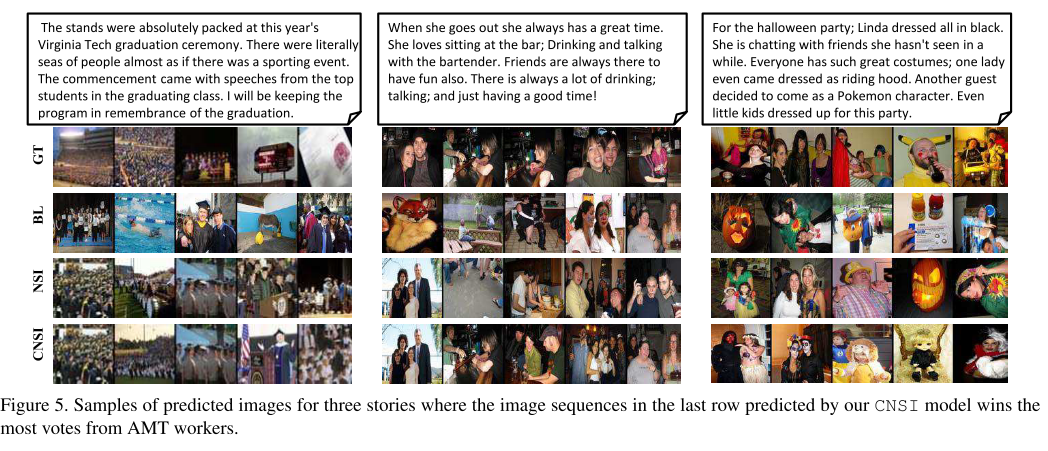 The stands were absolutely packed at this year's
Virginia Tech graduation ceremony. There were literally
seas of people almost as if there was a sporting event.
The commencement came with speeches from the top
students in the graduating class. I will be keeping the
program in remembrance of the graduation.
When she goes out she always has a great time.
She loves sitting at the bar; Drinking and talking
with the bartender. Friends are always there to
have fun also. There is always a lot of drinking;
talking; and just having a good time!
For the halloween party; Linda dressed all in black.
She is chatting with friends she hasn't seen in a
while. Everyone has such great costumes; one lady
even came dressed as riding hood. Another guest
decided to come as a Pokemon character. Even
little kids dressed up for this party.
GT
BL
NSI
CNSI
Figure 5. Samples of predicted images for three stories where the image sequences in the last row predicted by our CNSI model wins the
most votes from AMT workers.